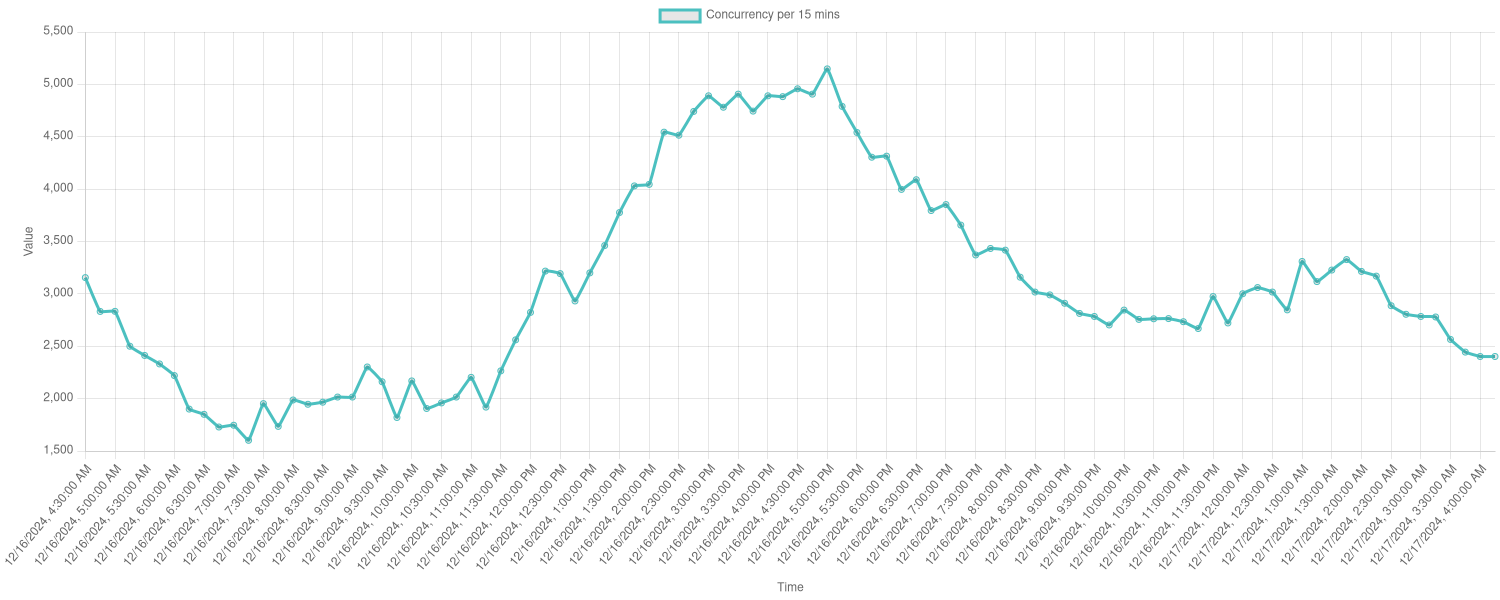 Concurrency per 15 mins
5,500
5,000
4,500
4,000
3,500
3,000
2,500
2,000
1,500
Value
12/16/2024, 4:30:00 AM
12/16/2024, 5:00:00 AM
12/16/2024, 5:30:00 AM
12/16/2024, 6:00:00 AM
12/16/2024, 6:30:00 AM
12/16/2024, 7:00:00 AM
12/16/2024, 7:30:00 AM
12/16/2024, 8:00:00 AM
12/16/2024, 8:30:00 AM
12/16/2024, 9:00:00 AM
12/16/2024, 9:30:00 AM
12/16/2024, 10:00:00 AM
12/16/2024, 10:30:00 AM
12/16/2024, 11:00:00 AM
12/16/2024, 11:30:00 AM
12/16/2024, 12:00:00 PM
12/16/2024, 12:30:00 PM
12/16/2024, 1:00:00 PM
12/16/2024, 1:30:00 PM
12/16/2024, 2:00:00 PM
12/16/2024, 2:30:00 PM
12/16/2024, 3:00:00 PM
12/16/2024, 3:30:00 PM
12/16/2024, 4:00:00 PM
12/16/2024, 4:30:00 PM
12/16/2024, 5:00:00 PM
12/16/2024, 5:30:00 PM
12/16/2024, 6:00:00 PM
12/16/2024, 6:30:00 PM
12/16/2024, 7:00:00 PM
12/16/2024, 7:30:00 PM
12/16/2024, 8:00:00 PM
12/16/2024, 8:30:00 PM
12/16/2024, 9:00:00 PM
12/16/2024, 9:30:00 PM
12/16/2024, 10:00:00 PM
12/16/2024, 10:30:00 PM
12/16/2024, 11:00:00 PM
12/16/2024, 11:30:00 PM
12/17/2024, 12:00:00 AM
12/17/2024, 12:30:00 AM
12/17/2024, 1:00:00 AM
12/17/2024, 1:30:00 AM
12/17/2024, 2:00:00 AM
12/17/2024, 2:30:00 AM
12/17/2024, 3:00:00 AM
12/17/2024, 3:30:00 AM
12/17/2024, 4:00:00 AM
Time